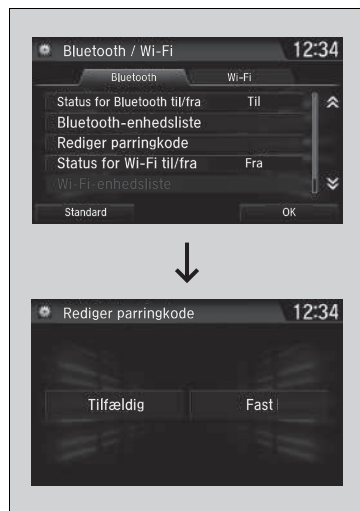 Bluetooth / Wi-Fi 12:34
Bluetooth Wi-Fi
Status for Bluetooth til/fra Til
Bluetooth-enhedsliste
Rediger parringkode
Status for Wi-Fi til/fra Fra
Wi-Fi-enhedsliste
Standard OK
Rediger parringkode 12:34
Tilfældig Fast